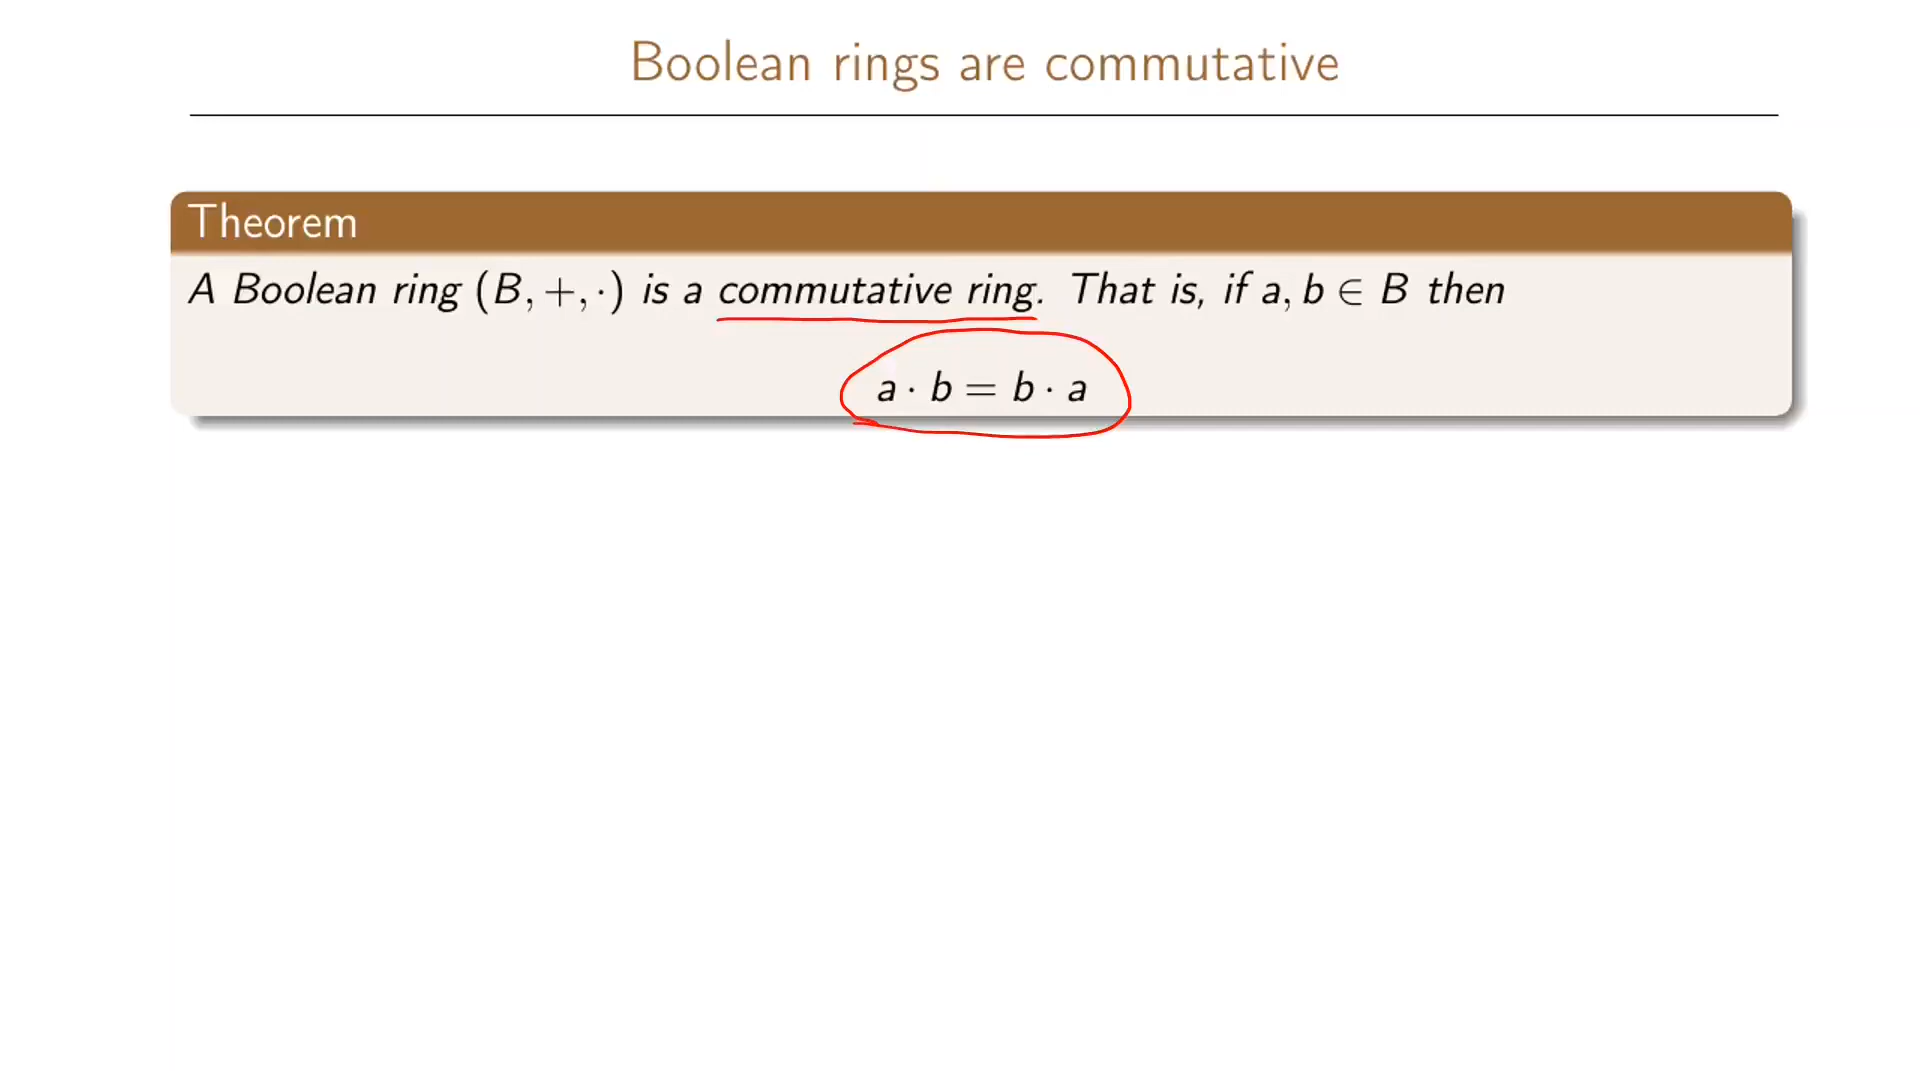 Boolean rings are commutative
Theorem
A Boolean ring (B, +, ·) is a commutative ring. That is, if a, b ∈ B then
a · b = b · a